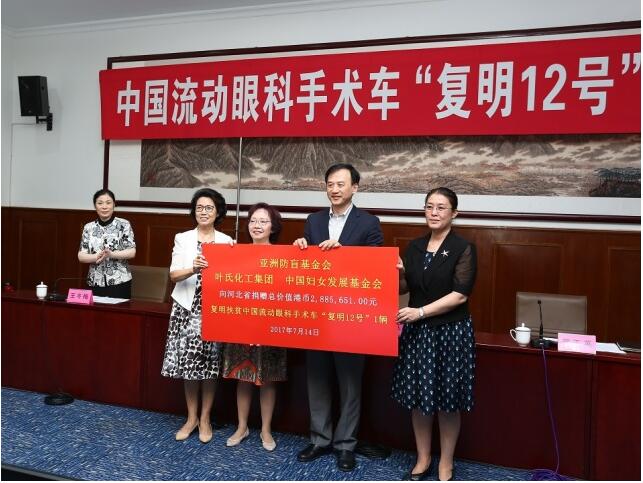 中国流动眼科手术车“复明12号”
亚洲防盲基金会
叶氏化工集团 中国妇女发展基金会
向河北省捐赠总价值港币2,885,651.00元
复明扶贫中国流动眼科手术车“复明12号”1辆
2017年7月14日